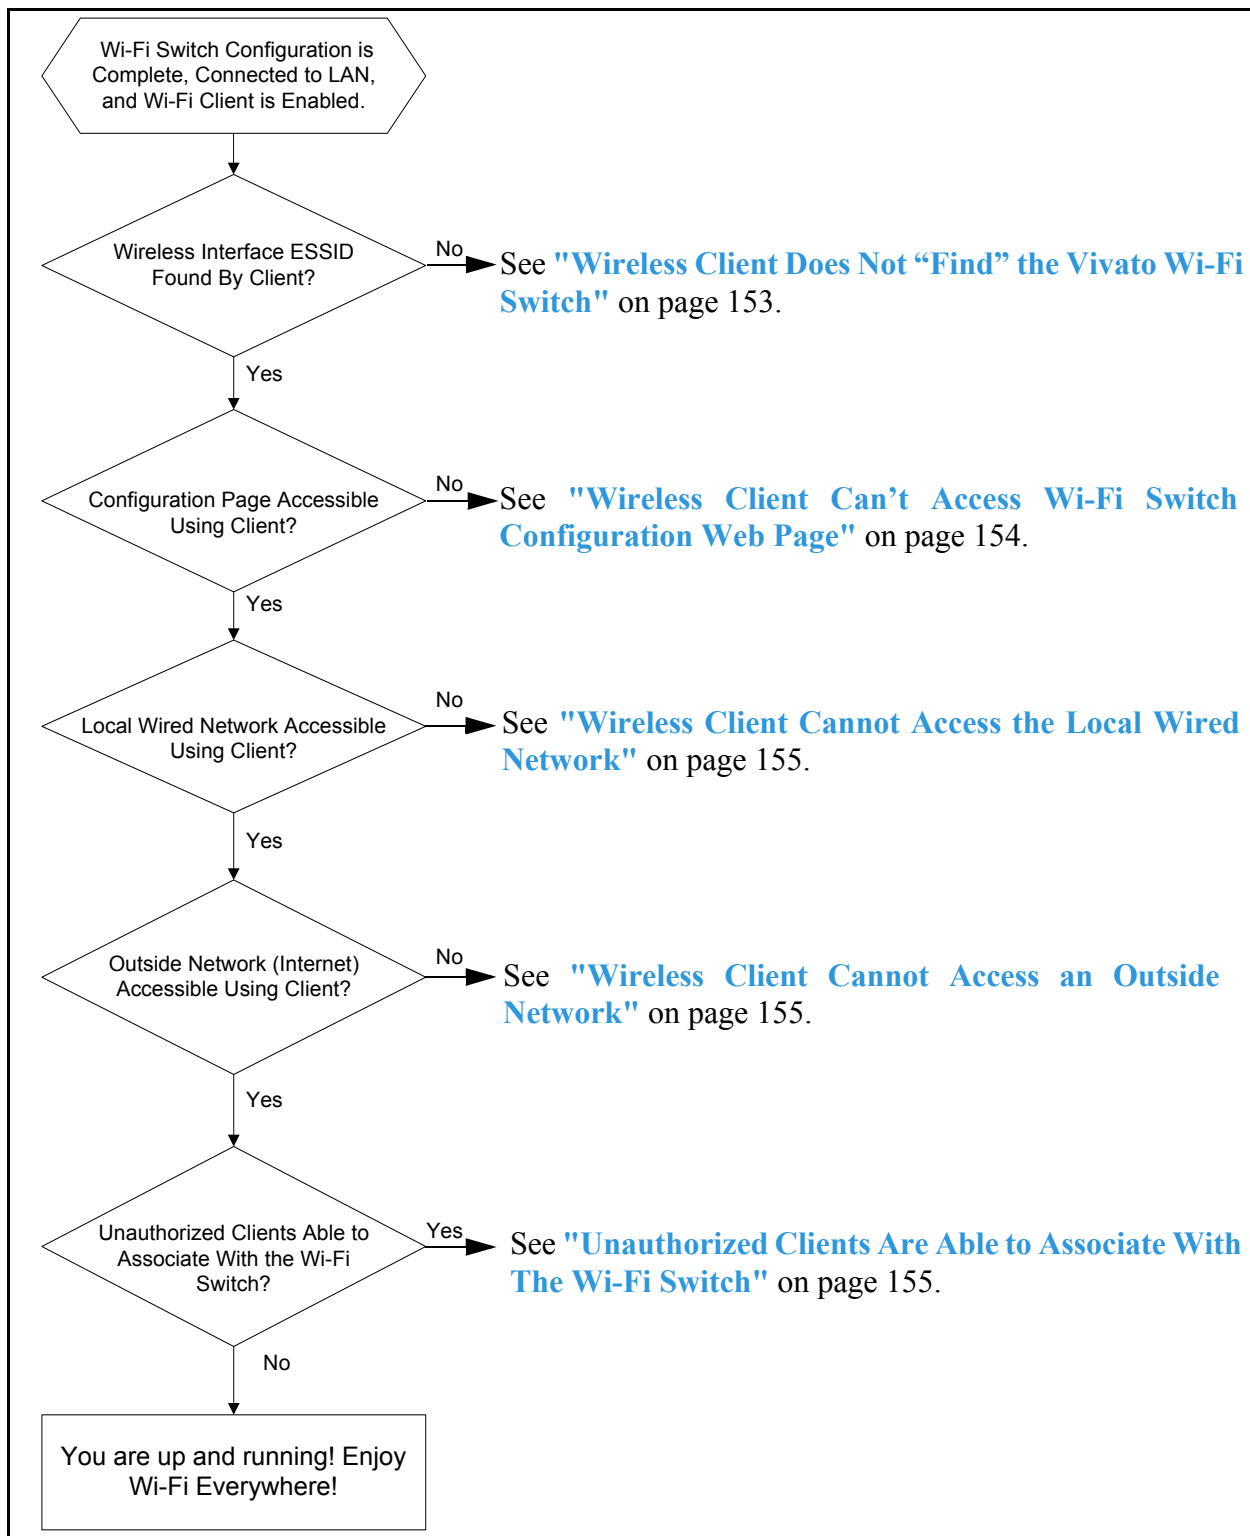 Wi-Fi Switch Configuration is
Complete, Connected to LAN,
and Wi-Fi Client is Enabled.
Wireless Interface ESSID
Found By Client?
No
See "Wireless Client Does Not “Find” the Vivato Wi-Fi
Switch" on page 153.
Yes
Configuration Page Accessible
Using Client?
No
See "Wireless Client Can’t Access Wi-Fi Switch
Configuration Web Page" on page 154.
Yes
Local Wired Network Accessible
Using Client?
No
See "Wireless Client Cannot Access the Local Wired
Network" on page 155.
Yes
Outside Network (Internet)
Accessible Using Client?
No
See "Wireless Client Cannot Access an Outside
Network" on page 155.
Yes
Unauthorized Clients Able to
Associate With the Wi-Fi
Switch?
Yes
See "Unauthorized Clients Are Able to Associate With
The Wi-Fi Switch" on page 155.
No
You are up and running! Enjoy
Wi-Fi Everywhere!